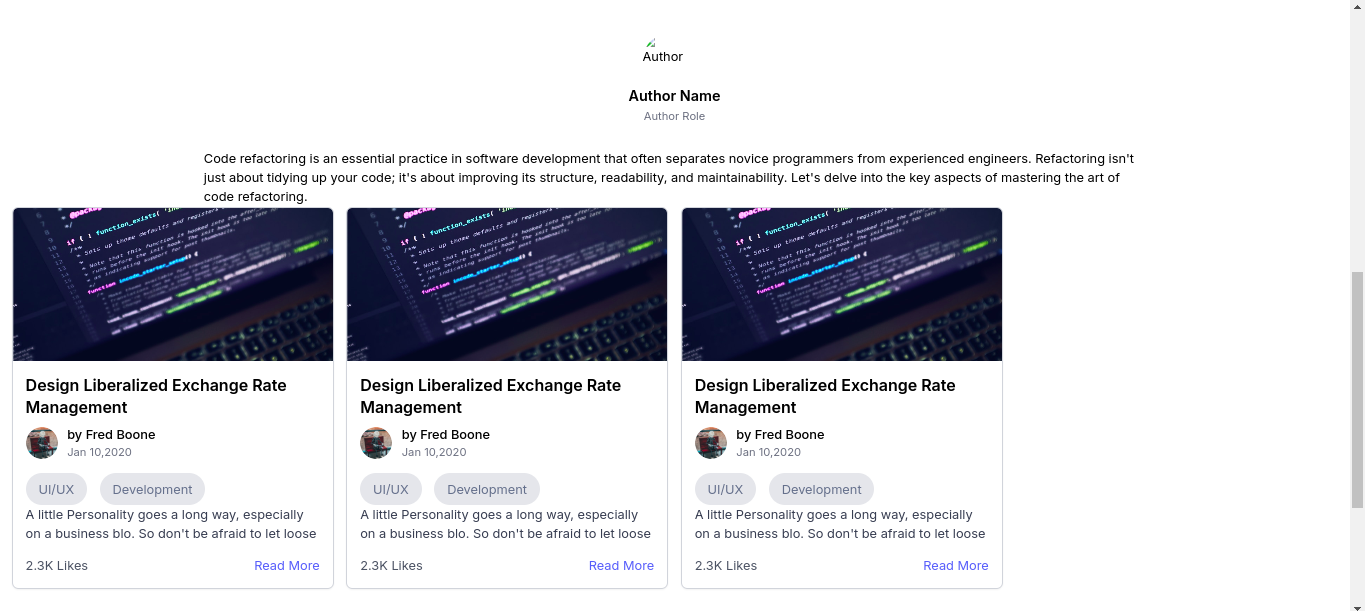 Author
Author Name
Author Role
Code refactoring is an essential practice in software development that often separates novice programmers from experienced engineers. Refactoring isn't
just about tidying up your code; it's about improving its structure, readability, and maintainability. Let's delve into the key aspects of mastering the art of
code refactoring.
Design Liberalized Exchange Rate
Management
by Fred Boone
Jan 10,2020
UI/UX Development
A little Personality goes a long way, especially
on a business blo. So don't be afraid to let loose
2.3K Likes Read More
Design Liberalized Exchange Rate
Management
by Fred Boone
Jan 10,2020
UI/UX Development
A little Personality goes a long way, especially
on a business blo. So don't be afraid to let loose
2.3K Likes Read More
Design Liberalized Exchange Rate
Management
by Fred Boone
Jan 10,2020
UI/UX Development
A little Personality goes a long way, especially
on a business blo. So don't be afraid to let loose
2.3K Likes Read More